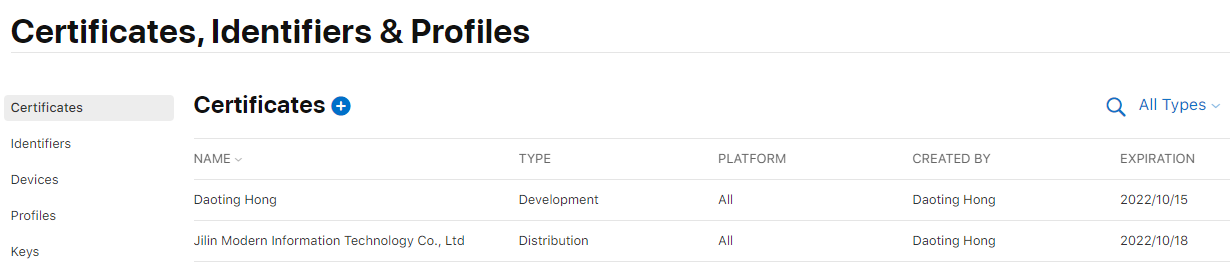 Certificates, Identifiers & Profiles
Certificates
Identifiers
Devices
Profiles
Keys
Certificates
All Types
NAME TYPE PLATFORM CREATED BY EXPIRATION
Daoting Hong Development All Daoting Hong 2022/10/15
Jilin Modern Information Technology Co., Ltd Distribution All Daoting Hong 2022/10/18